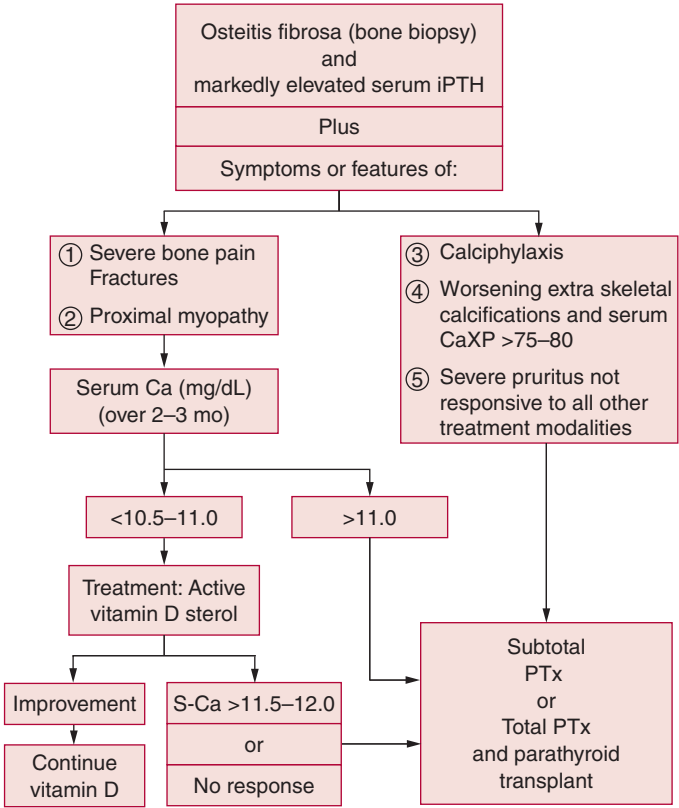 Osteitis fibrosa (bone biopsy)
and
markedly elevated serum iPTH
Plus
Symptoms or features of:
① Severe bone pain
Fractures
② Proximal myopathy
③ Calciphylaxis
④ Worsening extra skeletal
calcifications and serum
CaXP >75–80
⑤ Severe pruritus not
responsive to all other
treatment modalities
Serum Ca (mg/dL)
(over 2–3 mo)
<10.5–11.0
>11.0
Treatment: Active
vitamin D sterol
Improvement
Continue
vitamin D
S-Ca >11.5–12.0
or
No response
Subtotal
PTx
or
Total PTx
and parathyroid
transplant